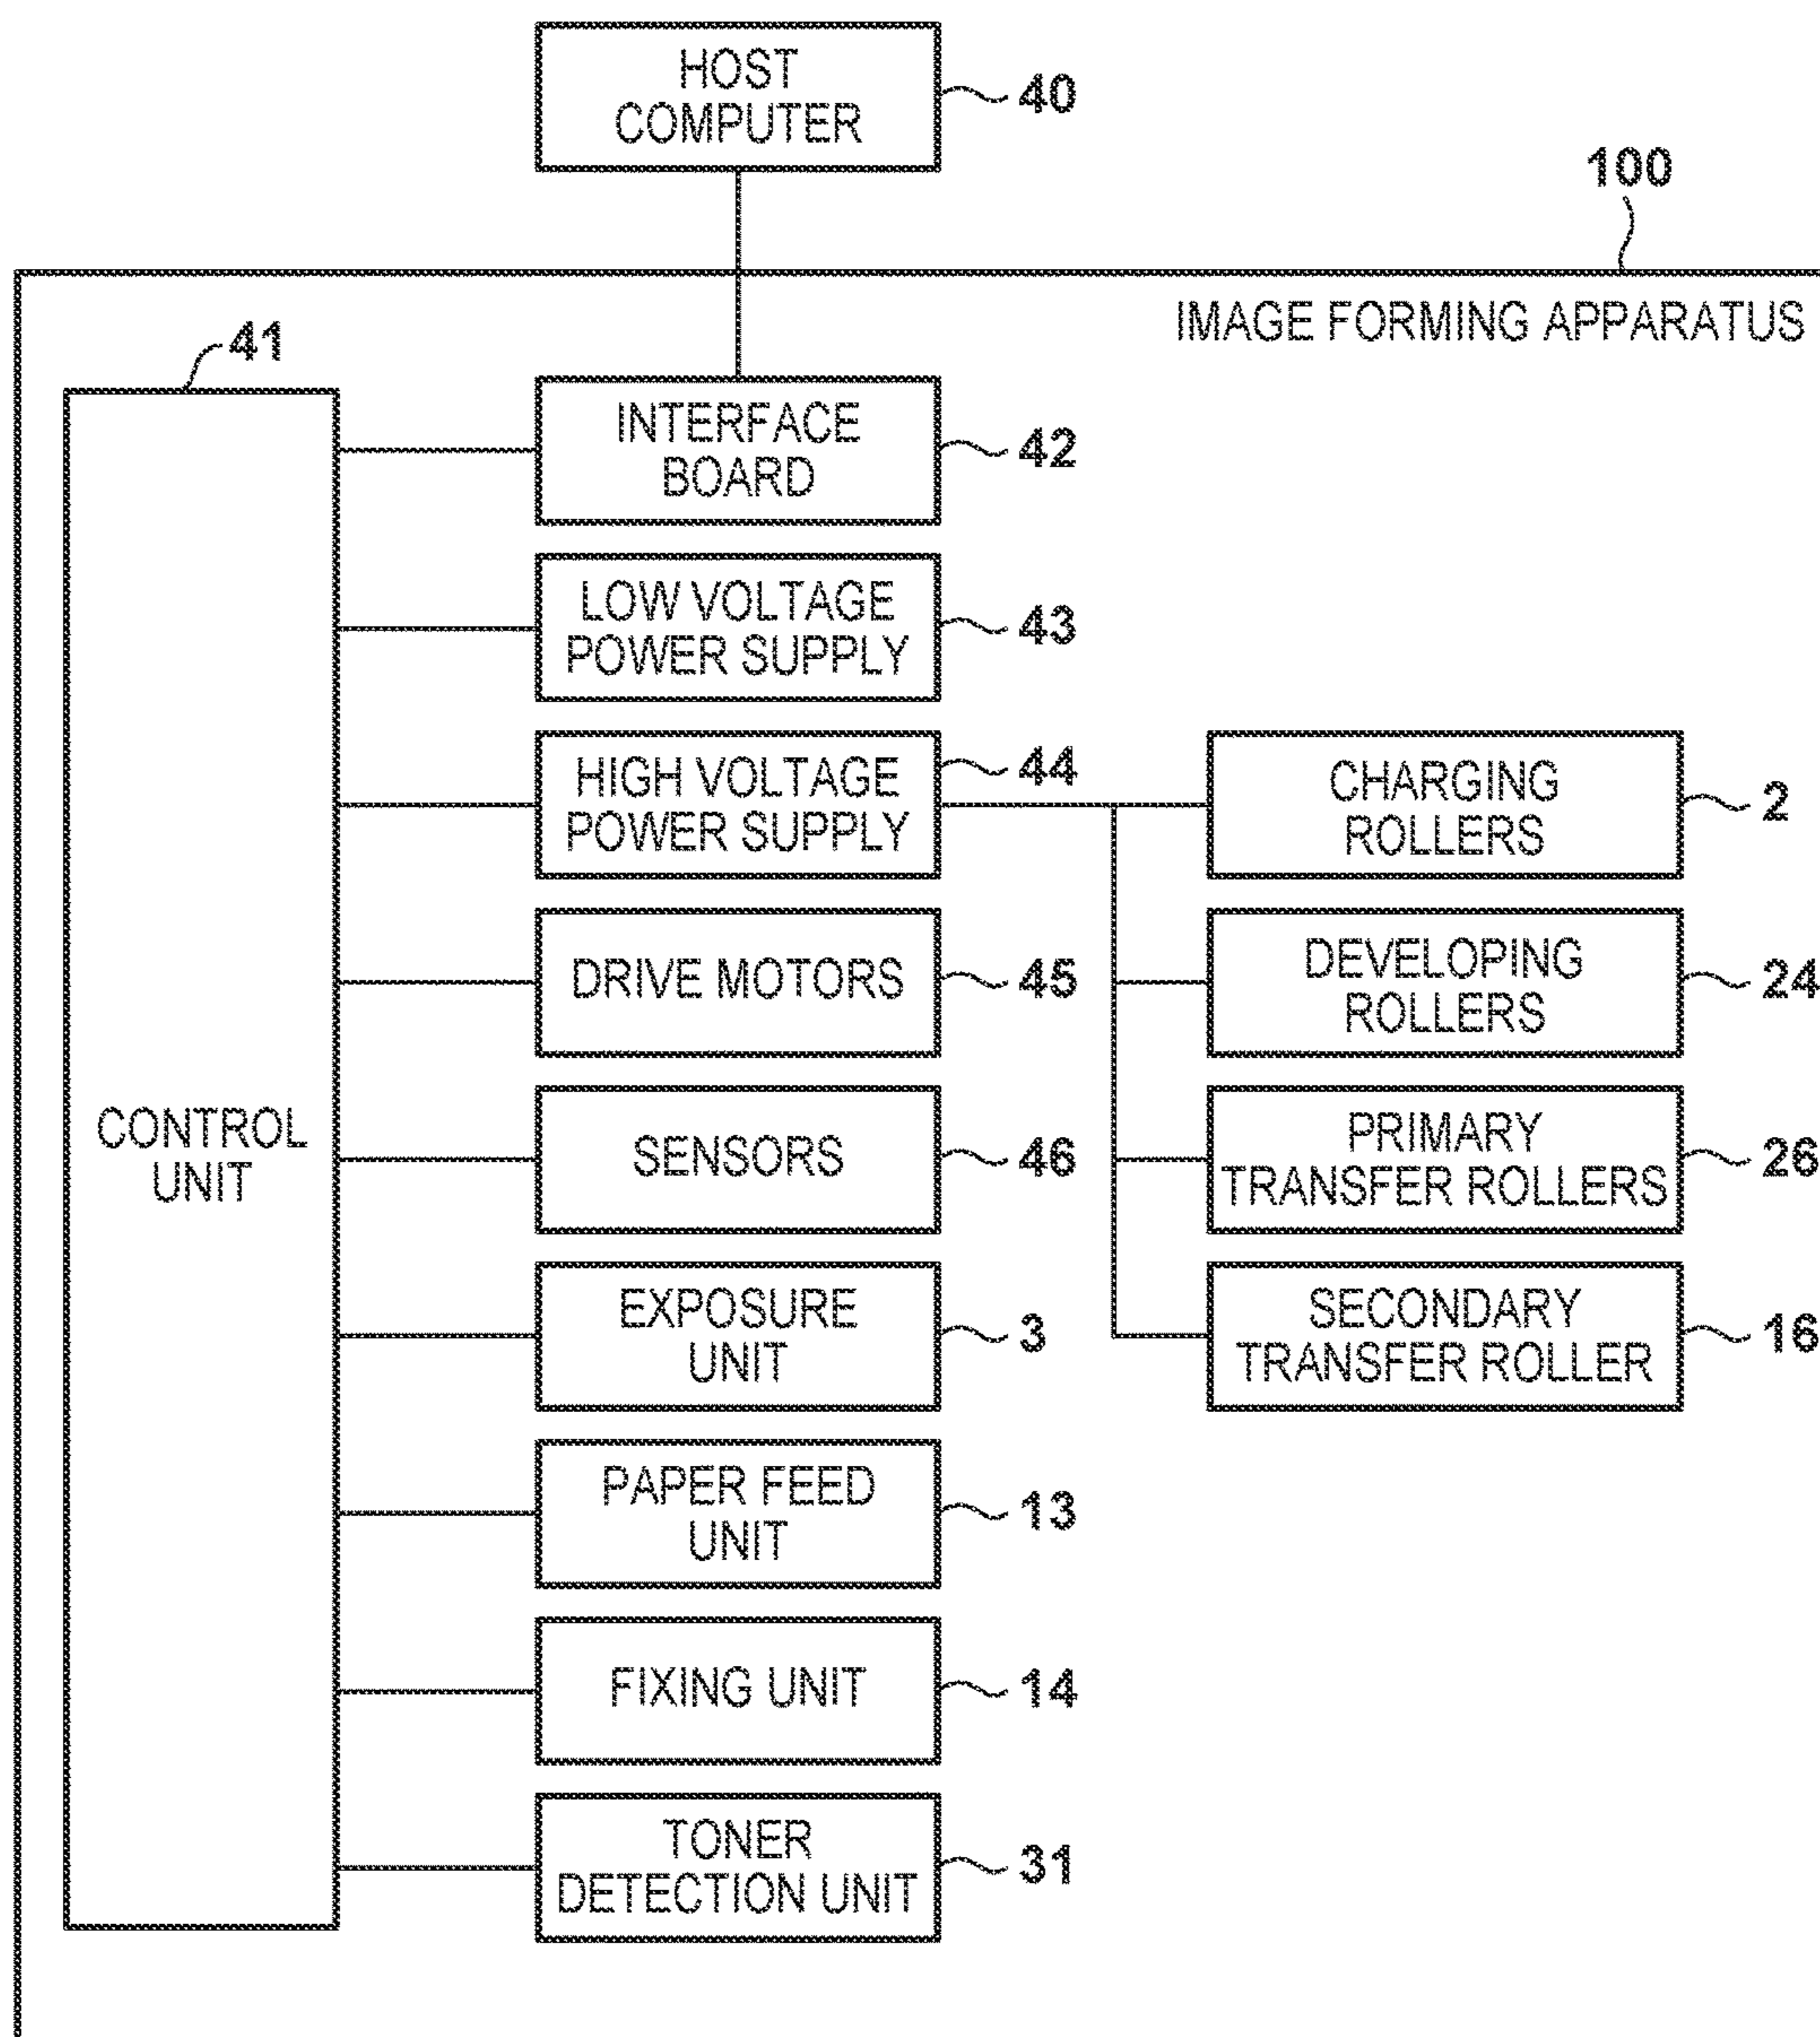 HOST
COMPUTER
40
100
IMAGE FORMING APPARATUS
41
CONTROL
UNIT
INTERFACE
BOARD
42
LOW VOLTAGE
POWER SUPPLY
43
HIGH VOLTAGE
POWER SUPPLY
44
CHARGING
ROLLERS
2
DRIVE MOTORS
45
DEVELOPING
ROLLERS
24
SENSORS
46
PRIMARY
TRANSFER ROLLERS
26
EXPOSURE
UNIT
3
SECONDARY
TRANSFER ROLLER
16
PAPER FEED
UNIT
13
FIXING UNIT
14
TONER
DETECTION UNIT
31